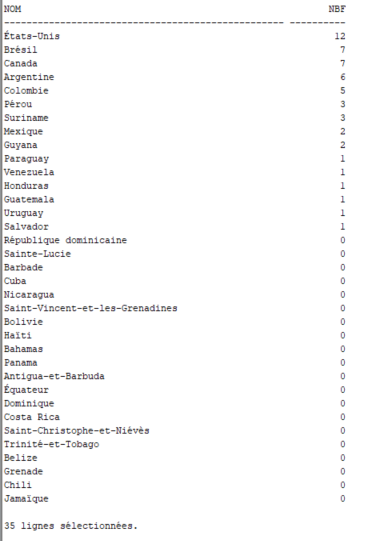 NOM NBF
------------------------------------------------ ----------
États-Unis 12
Brésil 7
Canada 7
Argentine 6
Colombie 5
Pérou 3
Suriname 3
Mexique 2
Guyana 2
Paraguay 1
Venezuela 1
Honduras 1
Guatemala 1
Uruguay 1
Salvador 1
République dominicaine 0
Sainte-Lucie 0
Barbade 0
Cuba 0
Nicaragua 0
Saint-Vincent-et-les-Grenadines 0
Bolivie 0
Haïti 0
Bahamas 0
Panama 0
Antigua-et-Barbuda 0
Équateur 0
Dominique 0
Costa Rica 0
Saint-Christophe-et-Niévès 0
Trinité-et-Tobago 0
Belize 0
Grenade 0
Chili 0
Jamaïque 0
35 lignes sélectionnées.